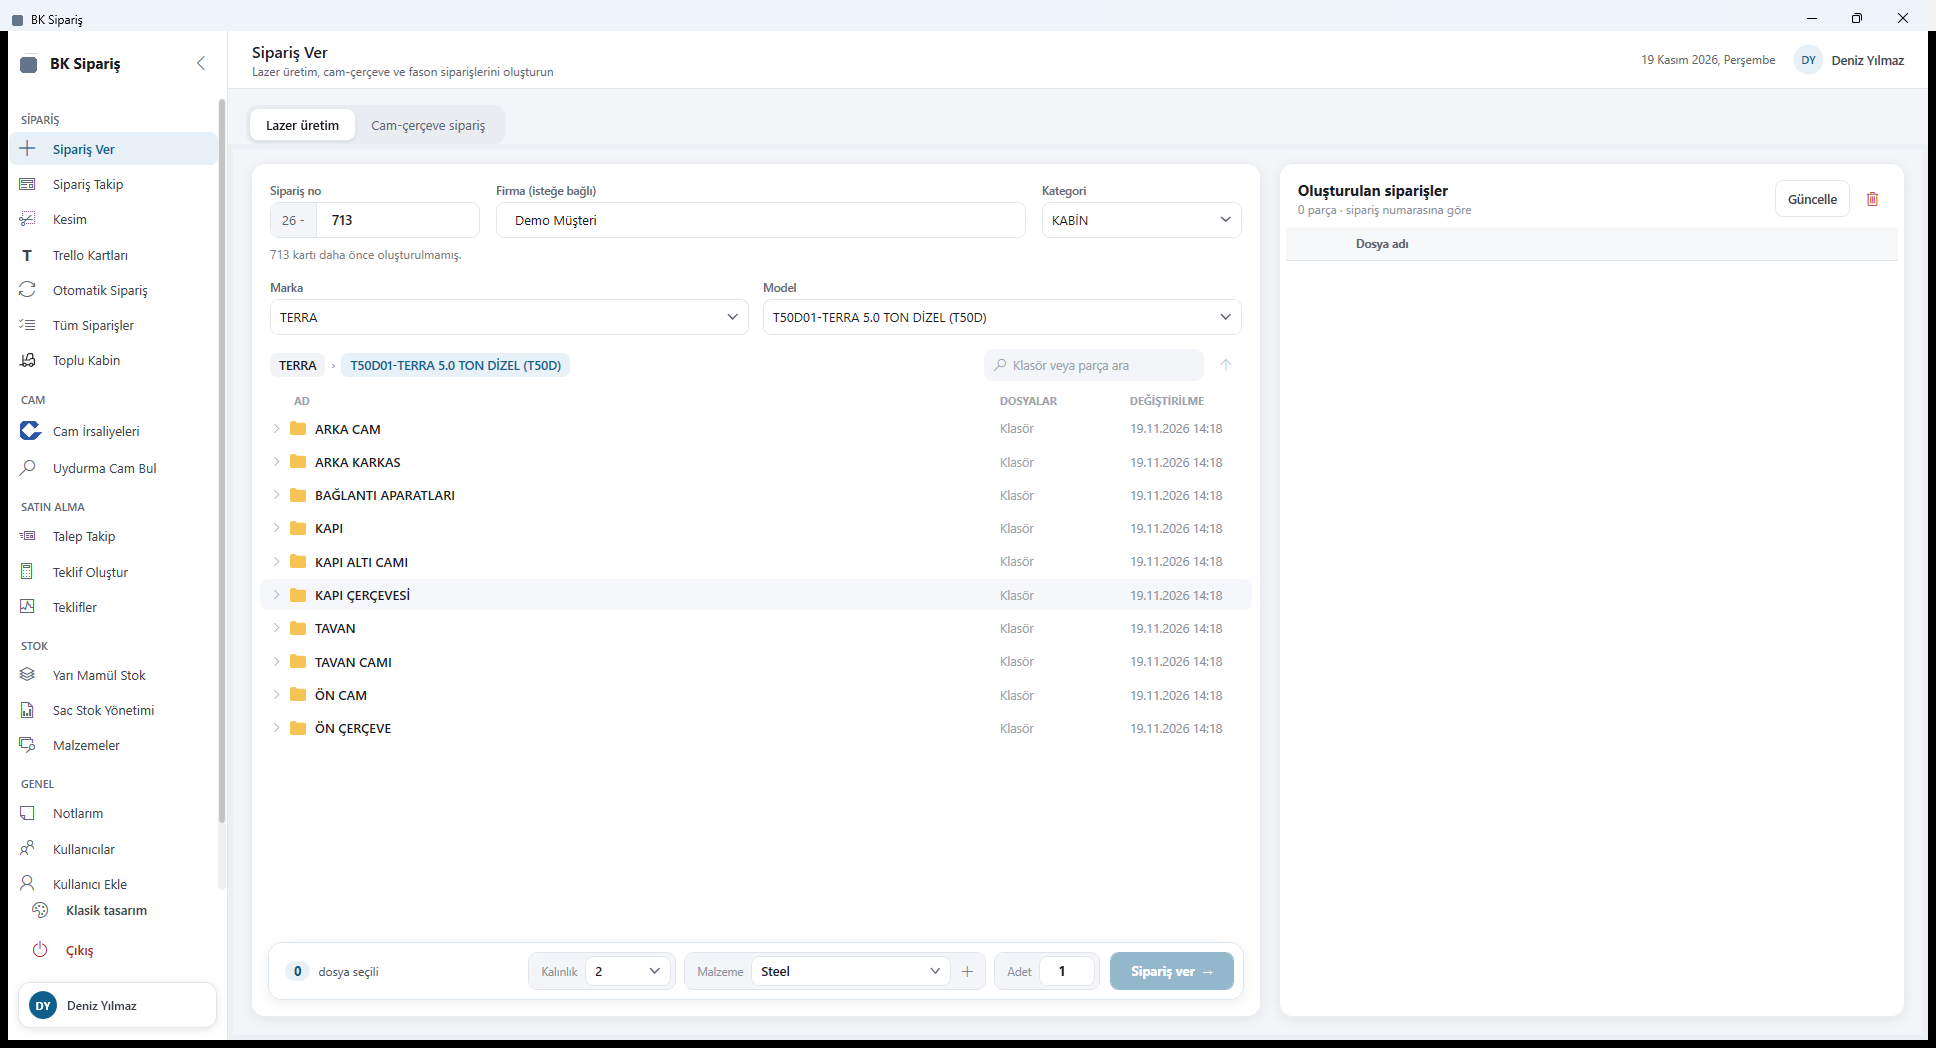 BK Sipariş
BK Sipariş
SİPARİŞ
Sipariş Ver
Sipariş Takip
Kesim
Trello Kartları
Otomatik Sipariş
Tüm Siparişler
Toplu Kabin
CAM
Cam İrsaliyeleri
Uydurma Cam Bul
SATIN ALMA
Talep Takip
Teklif Oluştur
Teklifler
STOK
Yarı Mamül Stok
Sac Stok Yönetimi
Malzemeler
GENEL
Notlarım
Kullanıcılar
Kullanıcı Ekle
Klasik tasarım
Çıkış
DY Deniz Yılmaz
Sipariş Ver
Lazer üretim, cam-çerçeve ve fason siparişlerini oluşturun
19 Kasım 2026, Perşembe DY Deniz Yılmaz
Lazer üretim Cam-çerçeve sipariş
Sipariş no Firma (isteğe bağlı) Kategori
26 - 713 Demo Müşteri KABİN
713 kartı daha önce oluşturulmamış.
Marka Model
TERRA T50D01-TERRA 5.0 TON DİZEL (T50D)
TERRA › T50D01-TERRA 5.0 TON DİZEL (T50D) Klasör veya parça ara
AD DOSYALAR DEĞİŞTİRİLME
ARKA CAM Klasör 19.11.2026 14:18
ARKA KARKAS Klasör 19.11.2026 14:18
BAĞLANTI APARATLARI Klasör 19.11.2026 14:18
KAPI Klasör 19.11.2026 14:18
KAPI ALTI CAMI Klasör 19.11.2026 14:18
KAPI ÇERÇEVESİ Klasör 19.11.2026 14:18
TAVAN Klasör 19.11.2026 14:18
TAVAN CAMI Klasör 19.11.2026 14:18
ÖN CAM Klasör 19.11.2026 14:18
ÖN ÇERÇEVE Klasör 19.11.2026 14:18
0 dosya seçili Kalınlık 2 Malzeme Steel + Adet 1 Sipariş ver →
Oluşturulan siparişler
0 parça · sipariş numarasına göre
Güncelle
Dosya adı